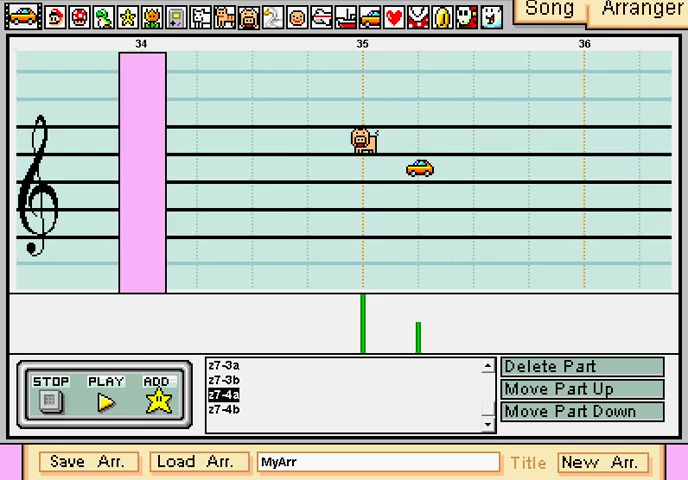 Song Arranger
34 35 36
z7-3a
z7-3b
z7-4a
z7-4b
STOP PLAY ADD
Delete Part
Move Part Up
Move Part Down
Save Arr. Load Arr. MyArr Title New Arr.